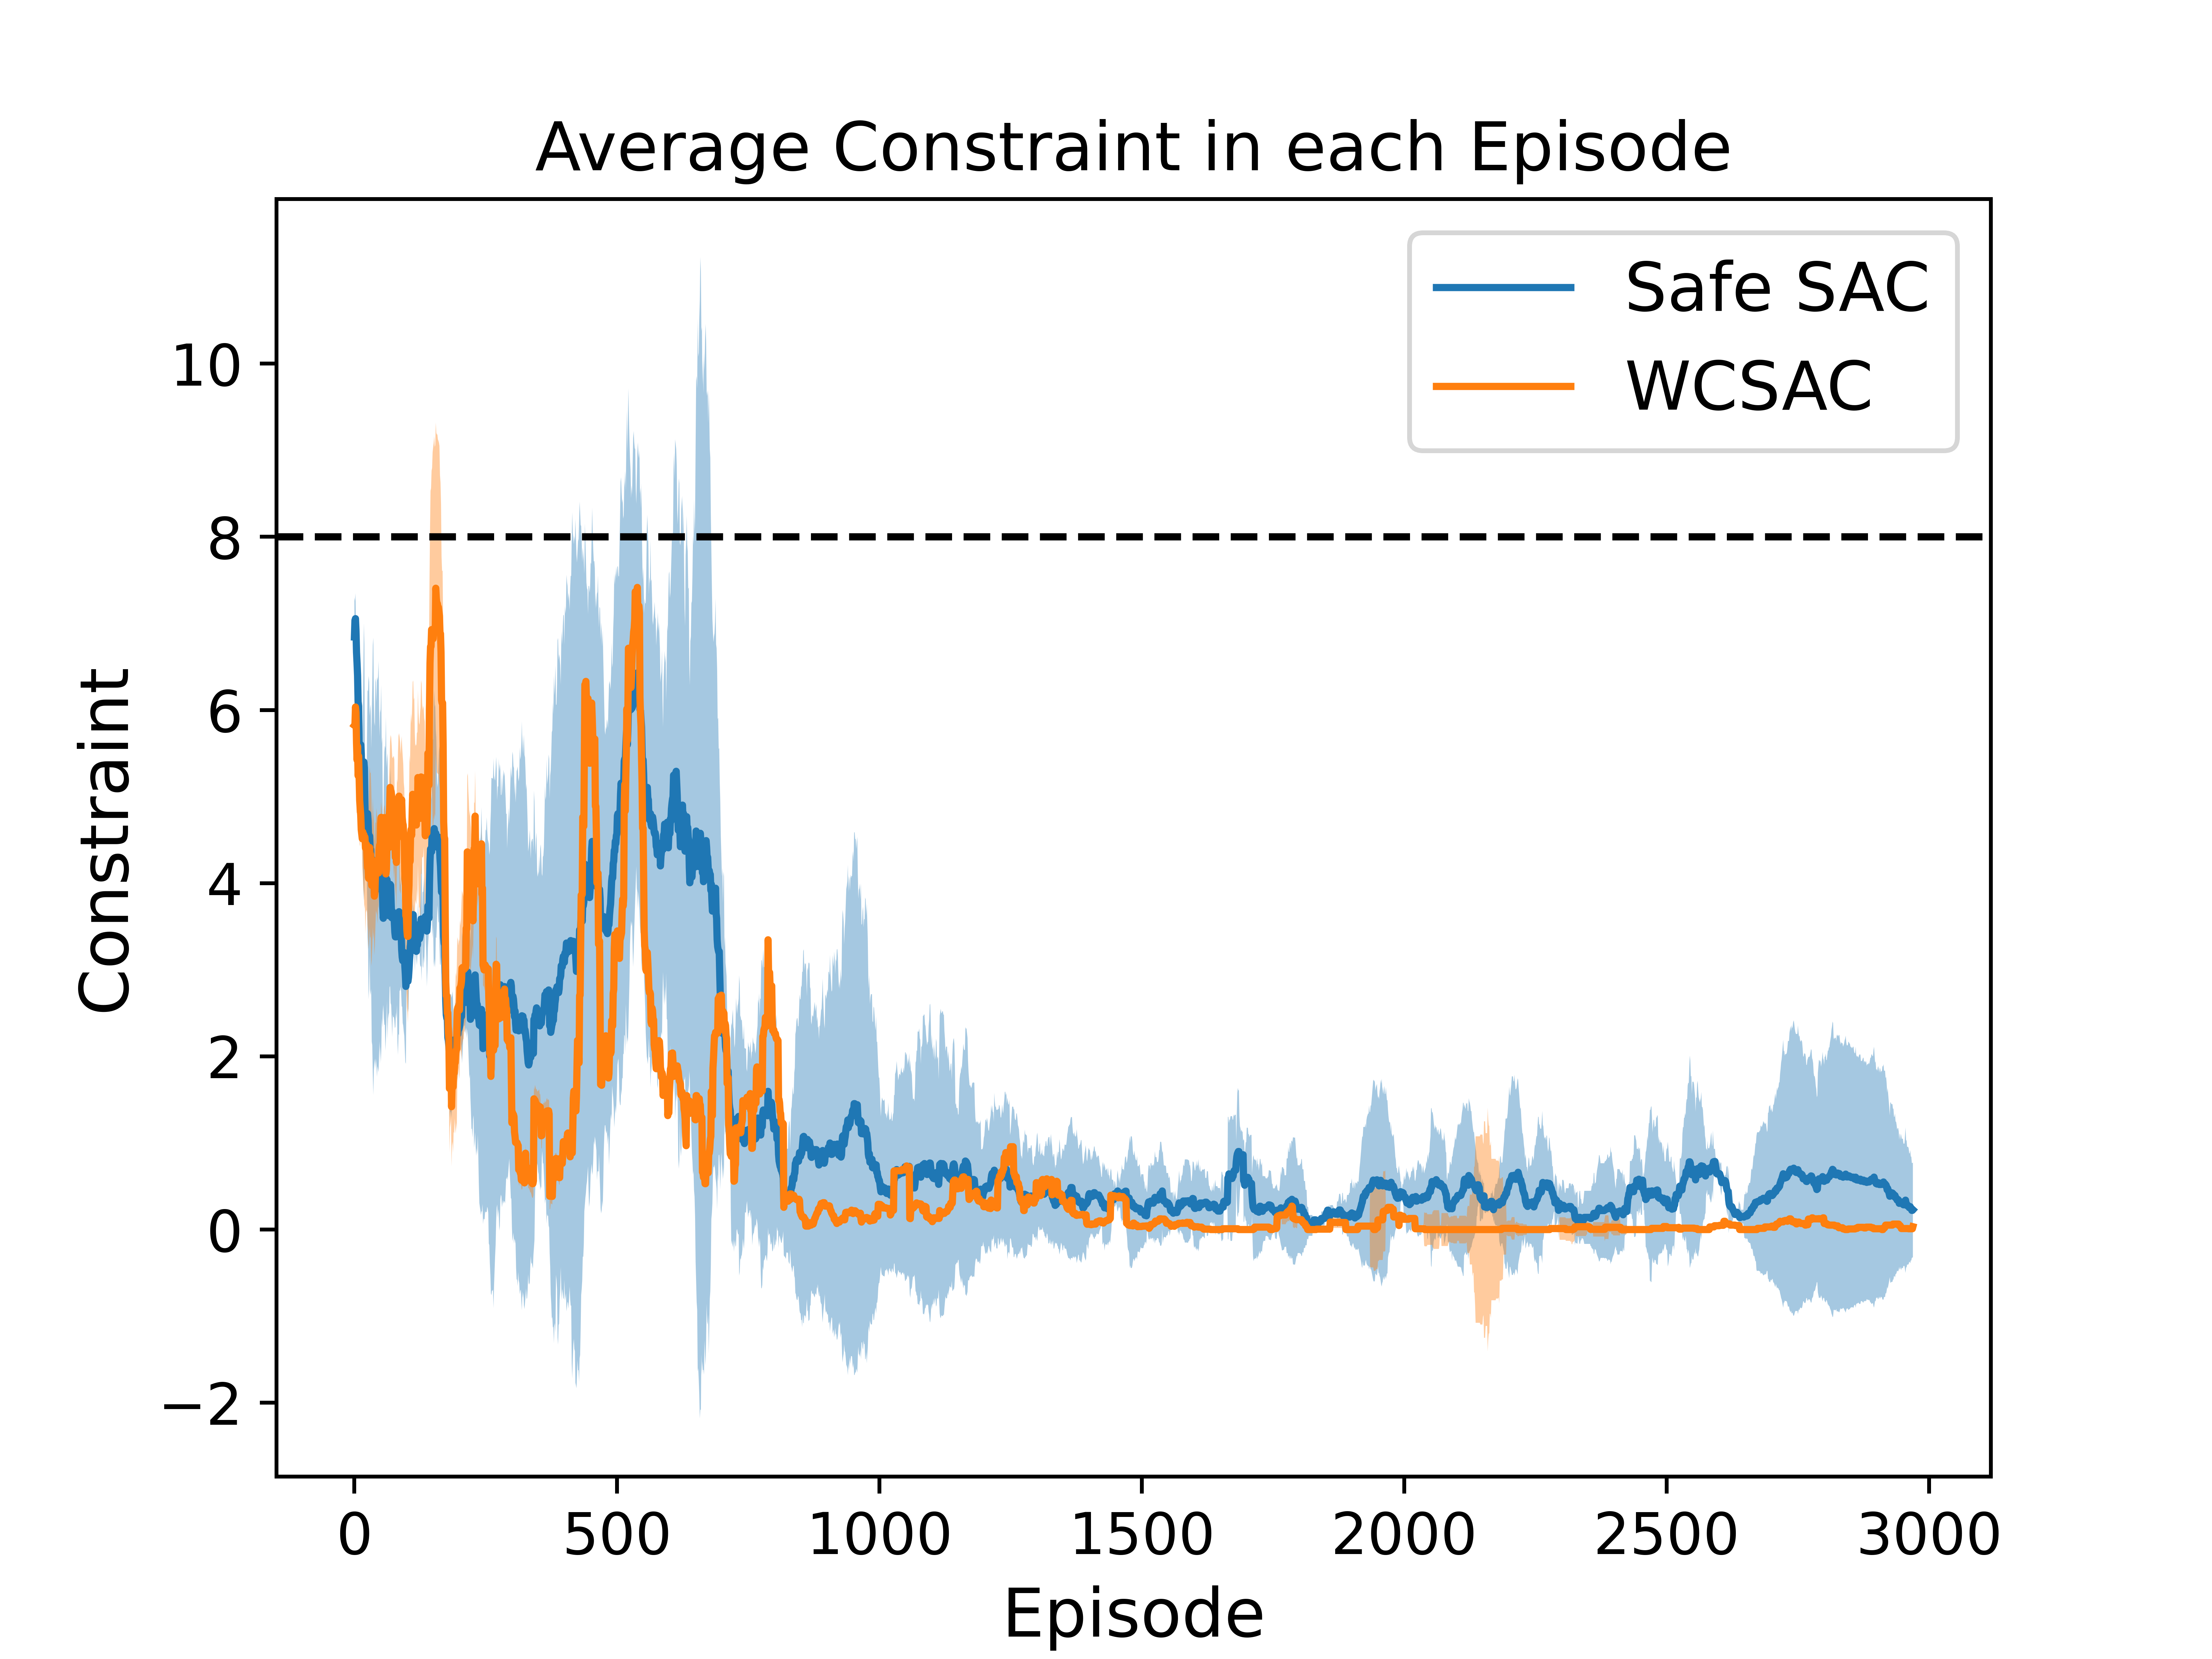 Average Constraint in each Episode
Safe SAC
WCSAC
10
8
6
4
2
0
−2
Constraint
0 500 1000 1500 2000 2500 3000
Episode